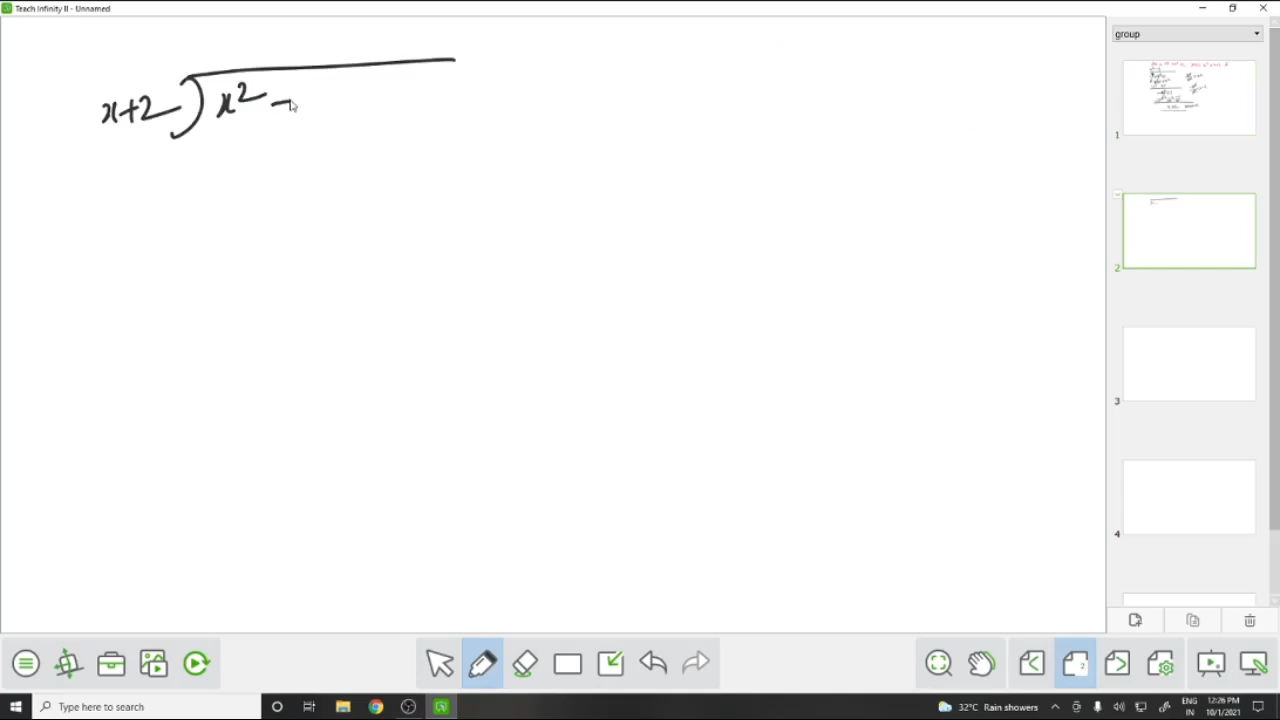 Teach Infinity II - Unnamed
group
x+2 ) x² -
1
2
3
4
2
Type here to search
32°C Rain showers
ENG
IN
12:26 PM
10/1/2021